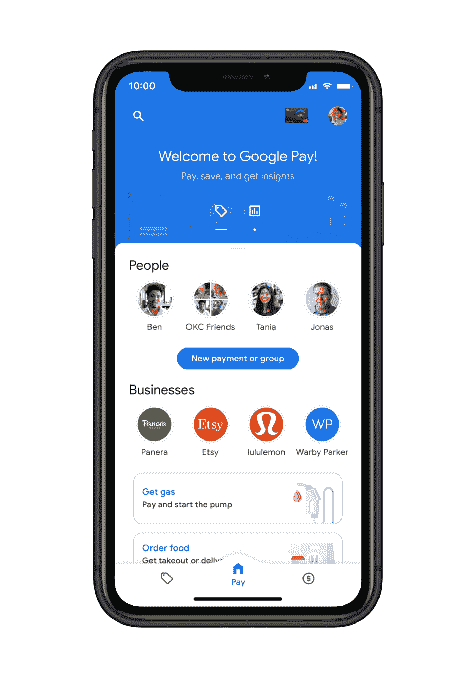 10:00
Welcome to Google Pay!
Pay, save, and get insights
People
Ben OKC Friends Tania Jonas
New payment or group
Businesses
Panera Etsy lululemon WP
Panera Etsy lululemon Warby Parker
Get gas
Pay and start the pump
Order food
Get takeout or
Pay